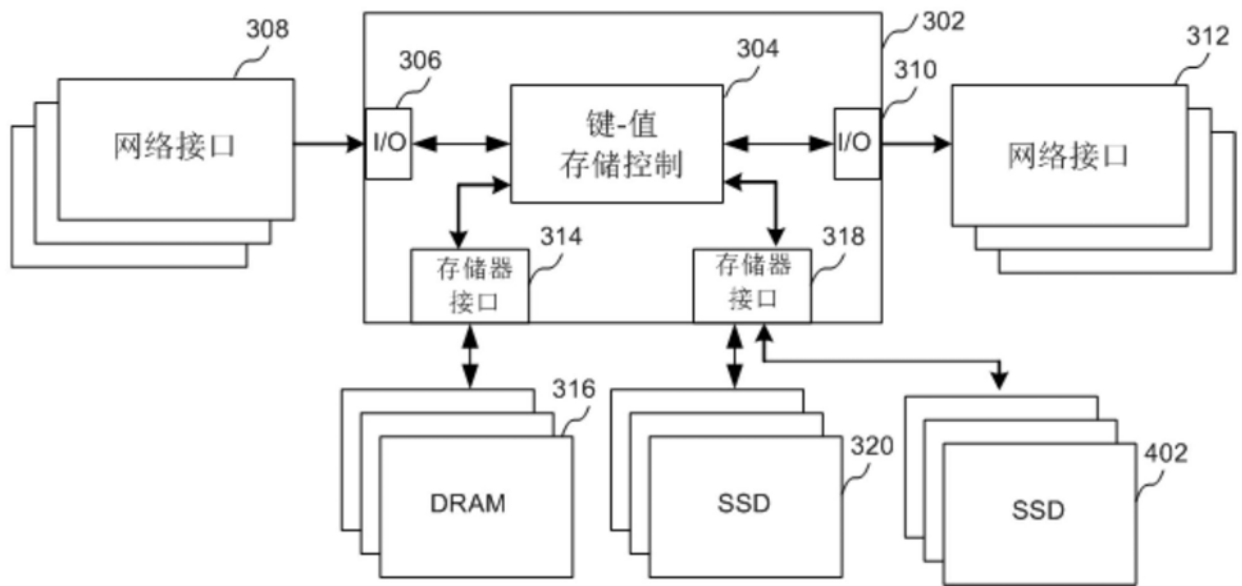 308
302
306
304
310
312
网络接口
I/O
键-值
存储控制
I/O
网络接口
314
318
存储器
接口
存储器
接口
316
320
402
DRAM
SSD
SSD